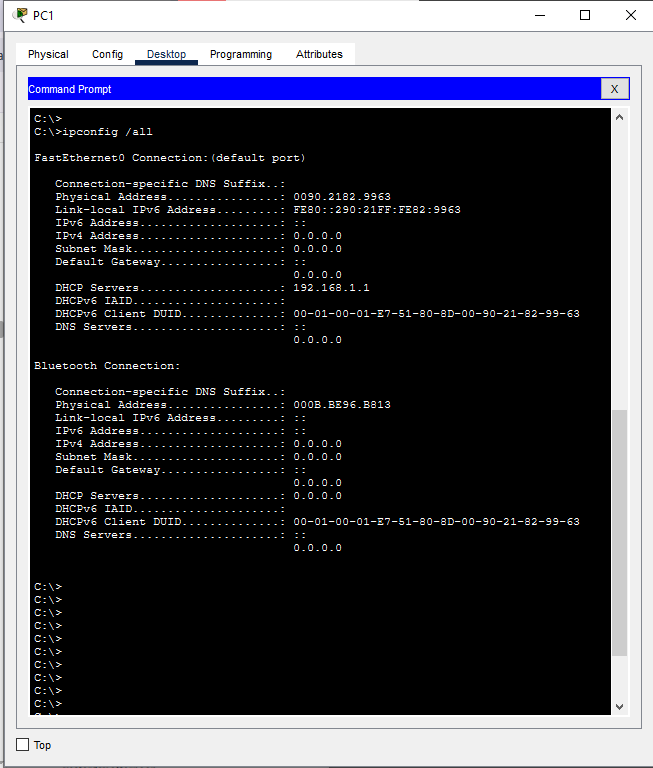 PC1
Physical Config Desktop Programming Attributes
Command Prompt X
C:\>
C:\>ipconfig /all
FastEthernet0 Connection:(default port)
Connection-specific DNS Suffix..:
Physical Address................: 0090.2182.9963
Link-local IPv6 Address.........: FE80::290:21FF:FE82:9963
IPv6 Address....................: ::
IPv4 Address....................: 0.0.0.0
Subnet Mask.....................: 0.0.0.0
Default Gateway.................: ::
0.0.0.0
DHCP Servers....................: 192.168.1.1
DHCPv6 IAID.....................:
DHCPv6 Client DUID..............: 00-01-00-01-E7-51-80-8D-00-90-21-82-99-63
DNS Servers.....................: ::
0.0.0.0
Bluetooth Connection:
Connection-specific DNS Suffix..:
Physical Address................: 000B.BE96.B813
Link-local IPv6 Address.........: ::
IPv6 Address....................: ::
IPv4 Address....................: 0.0.0.0
Subnet Mask.....................: 0.0.0.0
Default Gateway.................: ::
0.0.0.0
DHCP Servers....................: 0.0.0.0
DHCPv6 IAID.....................:
DHCPv6 Client DUID..............: 00-01-00-01-E7-51-80-8D-00-90-21-82-99-63
DNS Servers.....................: ::
0.0.0.0
C:\>
C:\>
C:\>
C:\>
C:\>
C:\>
C:\>
C:\>
C:\>
C:\>
C:\>
Top